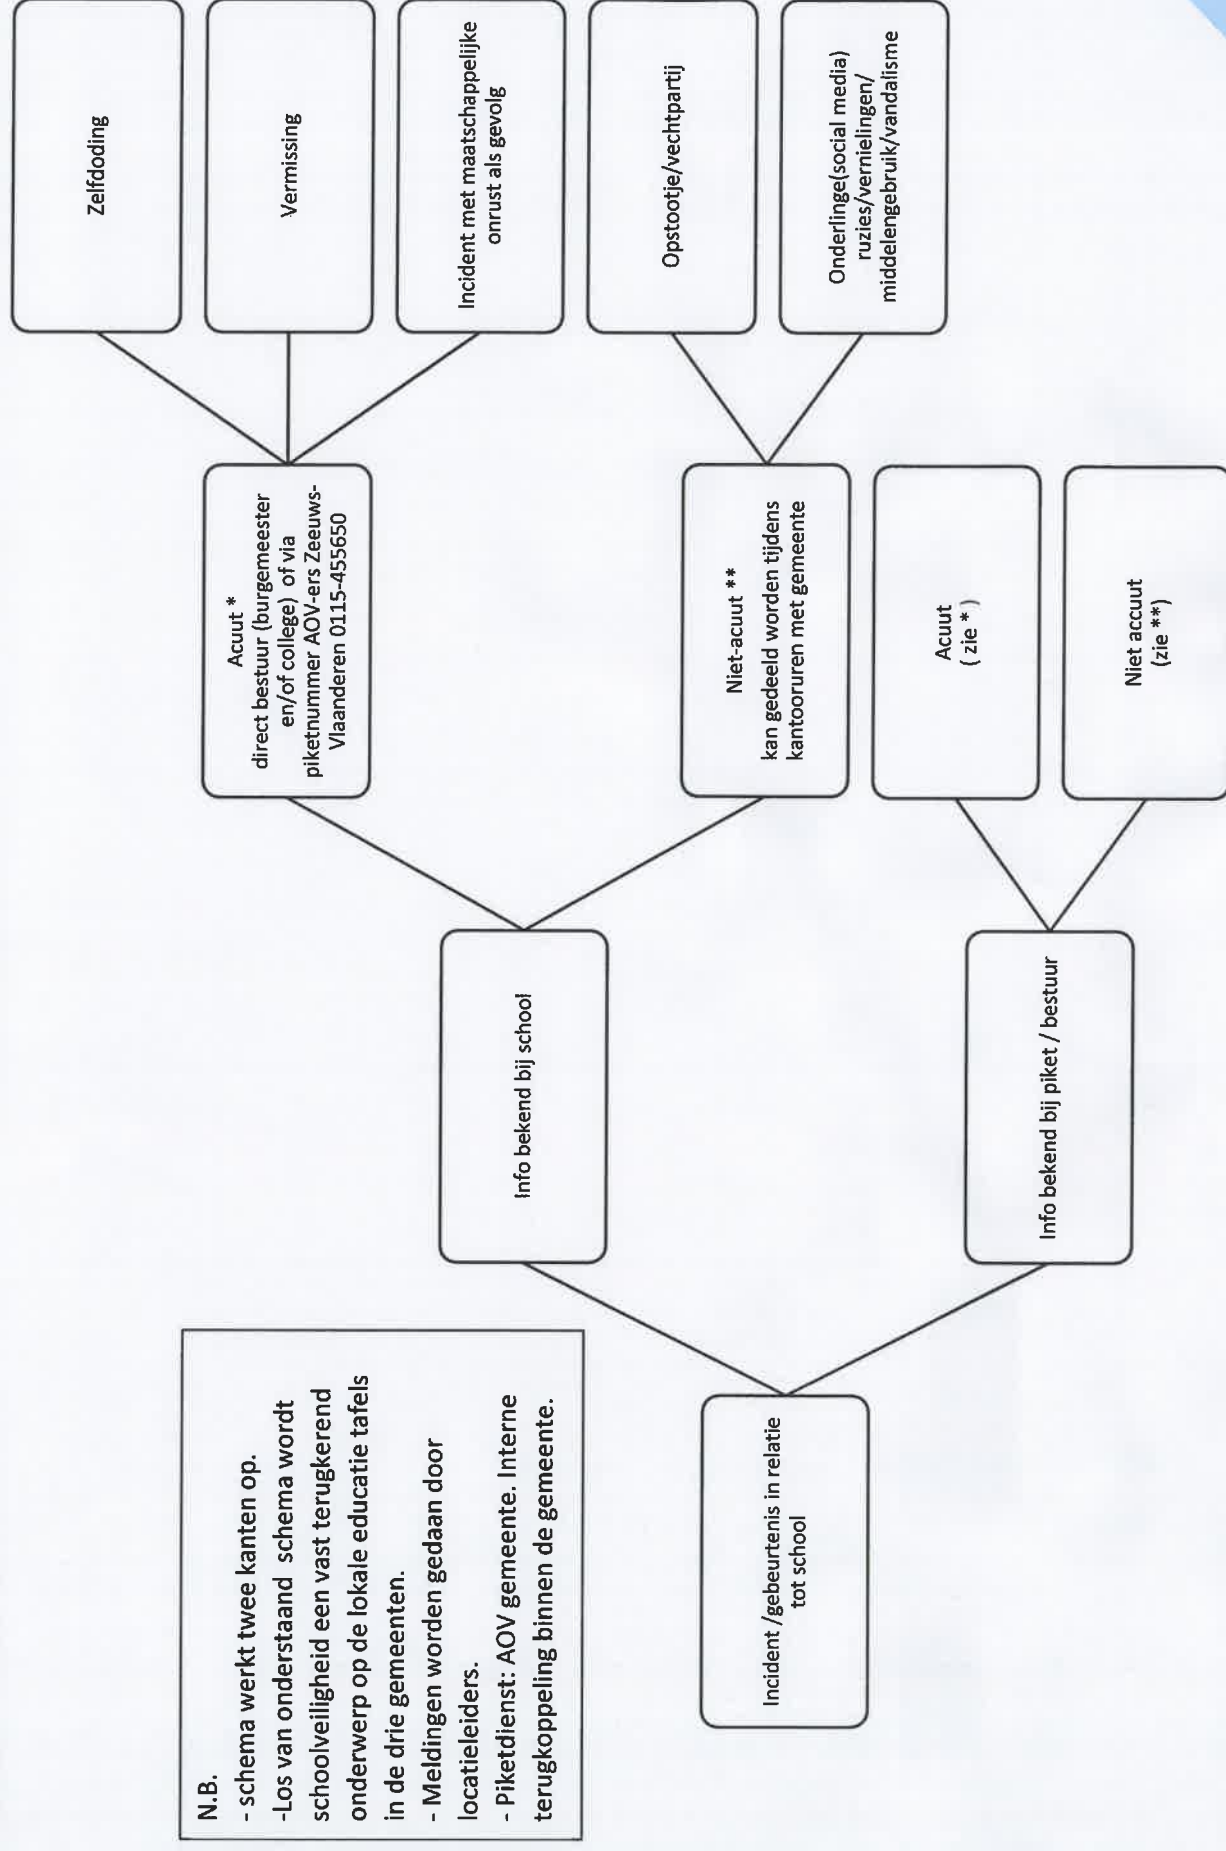 N.B.
- schema werkt twee kanten op.
-Los van onderstaand schema wordt
schoolveiligheid een vast terugkerend
onderwerp op de lokale educatie tafels
in de drie gemeenten.
- Meldingen worden gedaan door
locatieleiders.
- Piketdienst: AOV gemeente. Interne
terugkoppeling binnen de gemeente.
Incident /gebeurtenis in relatie
tot school
Info bekend bij school
Acuut *
direct bestuur (burgemeester
en/of college) of via
piketnummer AOV-ers Zeeuws-
Vlaanderen 0115-455650
Zelfdoding
Vermissing
Incident met maatschappelijke
onrust als gevolg
Niet-acuut **
kan gedeeld worden tijdens
kantooruren met gemeente
Opstootje/vechtpartij
Onderlinge(social media)
ruzies/vernielingen/
middelengebruik/vandalisme
Info bekend bij piket / bestuur
Acuut
( zie * )
Niet accuut
(zie **)